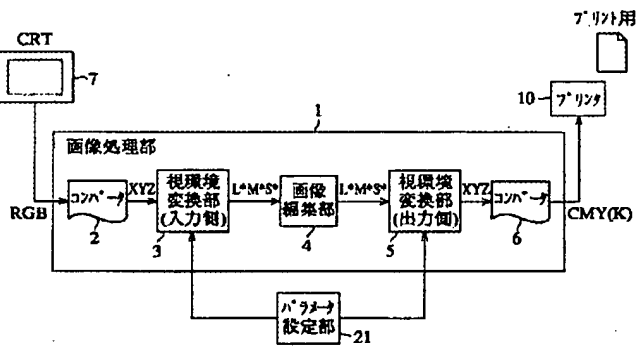 プリント用
CRT
7
10
プリンタ
1
画像処理部
RGB
コンバータ
2
XYZ
視環境
変換部
(入力側)
3
L*M*S*
画像
編集部
4
L*M*S*
視環境
変換部
(出力側)
5
XYZ
コンバータ
6
CMY(K)
パラメータ
設定部
21